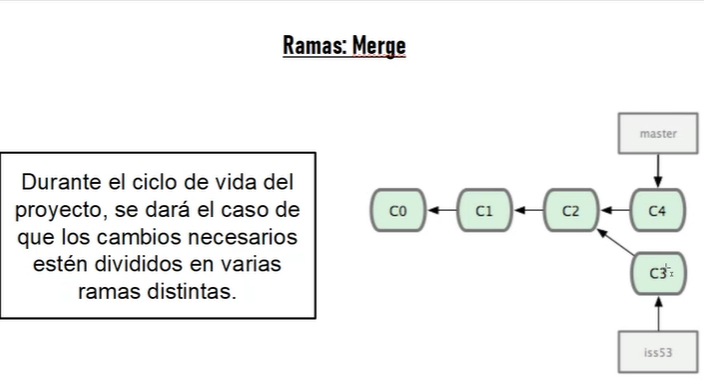 Ramas: Merge
Durante el ciclo de vida del
proyecto, se dará el caso de
que los cambios necesarios
estén divididos en varias
ramas distintas.
master
C0
C1
C2
C4
C3
iss53